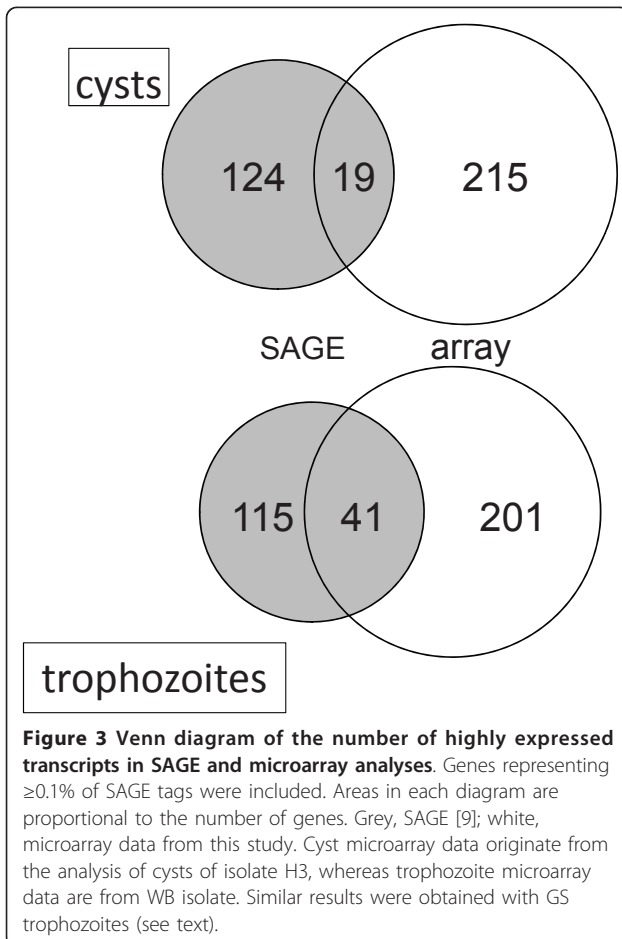 cysts
124 19 215
SAGE array
115 41 201
trophozoites
Figure 3 Venn diagram of the number of highly expressed
transcripts in SAGE and microarray analyses. Genes representing
≥0.1% of SAGE tags were included. Areas in each diagram are
proportional to the number of genes. Grey, SAGE [9]; white,
microarray data from this study. Cyst microarray data originate from
the analysis of cysts of isolate H3, whereas trophozoite microarray
data are from WB isolate. Similar results were obtained with GS
trophozoites (see text).